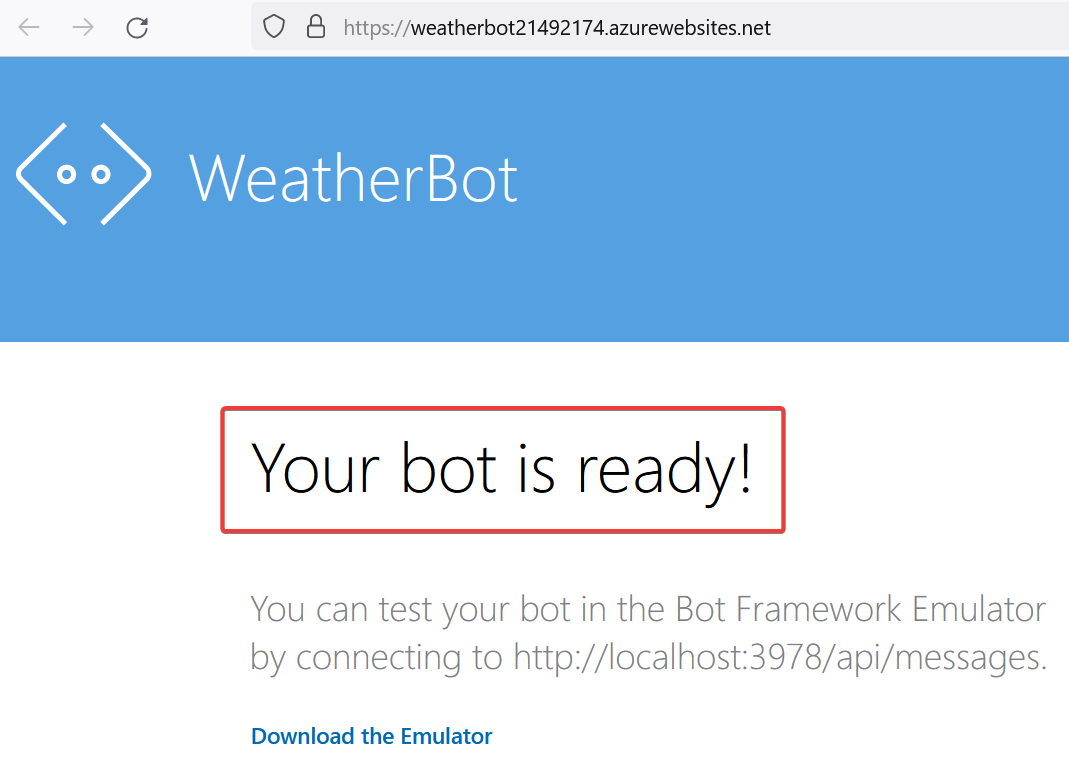 https://weatherbot21492174.azurewebsites.net
WeatherBot
Your bot is ready!
You can test your bot in the Bot Framework Emulator
by connecting to http://localhost:3978/api/messages.
Download the Emulator